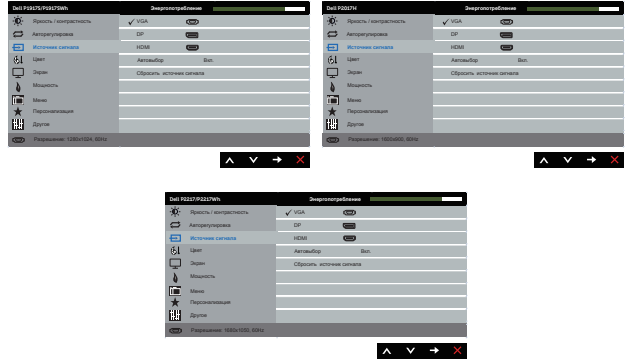 Dell P1917S/P1917SWh Энергопотребление
Яркость / контрастность VGA
Авторегулировка DP
Источник сигнала HDMI
Цвет Автовыбор Вкл.
Экран Сбросить источник сигнала
Мощность
Меню
Персонализация
Другие
Разрешение: 1280x1024, 60Hz
Dell P2017H Энергопотребление
Яркость / контрастность VGA
Авторегулировка DP
Источник сигнала HDMI
Цвет Автовыбор Вкл.
Экран Сбросить источник сигнала
Мощность
Меню
Персонализация
Другие
Разрешение: 1600x900, 60Hz
Dell P2217/P2217Wh Энергопотребление
Яркость / контрастность VGA
Авторегулировка DP
Источник сигнала HDMI
Цвет Автовыбор Вкл.
Экран Сбросить источник сигнала
Мощность
Меню
Персонализация
Другие
Разрешение: 1680x1050, 60Hz